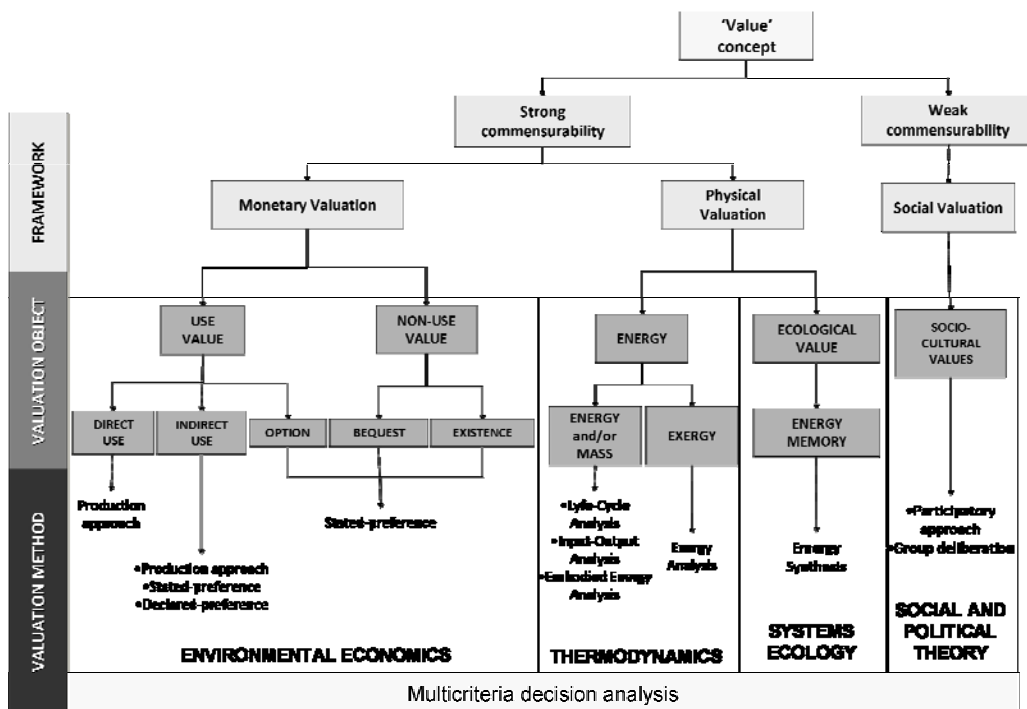 'Value'
concept
Strong
commensurability
Weak
commensurability
FRAMEWORK
Monetary Valuation
Physical
Valuation
Social Valuation
VALUATION OBJECT
USE
VALUE
NON-USE
VALUE
ENERGY
ECOLOGICAL
VALUE
SOCIO-
CULTURAL
VALUES
DIRECT
USE
INDIRECT
USE
OPTION
BEQUEST
EXISTENCE
ENERGY
and/or
MASS
EXERGY
ENERGY
MEMORY
VALUATION METHOD
Production
approach
•Production approach
•Stated-preference
•Declared-preference
Stated-preference
•Lyfe-Cycle
Analysis
•Input-Output
Analysis
•Embodied Energy
Analysis
Analysis
Synthesis
•Participatory
approach
•Group deliberation
ENVIRONMENTAL ECONOMICS
THERMODYNAMICS
SYSTEMS
ECOLOGY
SOCIAL AND
POLITICAL
THEORY
Multicriteria decision analysis